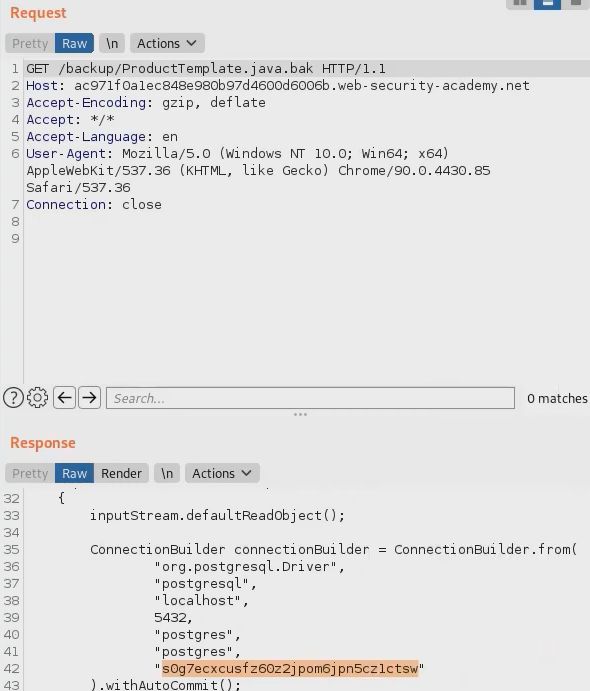 Request
Pretty Raw \n Actions
1 GET /backup/ProductTemplate.java.bak HTTP/1.1
2 Host: ac971f0a1ec848e980b97d4600d6006b.web-security-academy.net
3 Accept-Encoding: gzip, deflate
4 Accept: */*
5 Accept-Language: en
6 User-Agent: Mozilla/5.0 (Windows NT 10.0; Win64; x64)
AppleWebKit/537.36 (KHTML, like Gecko) Chrome/90.0.4430.85
Safari/537.36
7 Connection: close
8
9
? Search... 0 matches
Response
Pretty Raw Render \n Actions
32 {
33 inputStream.defaultReadObject();
34
35 ConnectionBuilder connectionBuilder = ConnectionBuilder.from(
36 "org.postgresql.Driver",
37 "postgresql",
38 "localhost",
39 5432,
40 "postgres",
41 "postgres",
42 "s0g7ecxcusfz60z2jpom6jpn5cz1ctsw"
43 ).withAutoCommit();